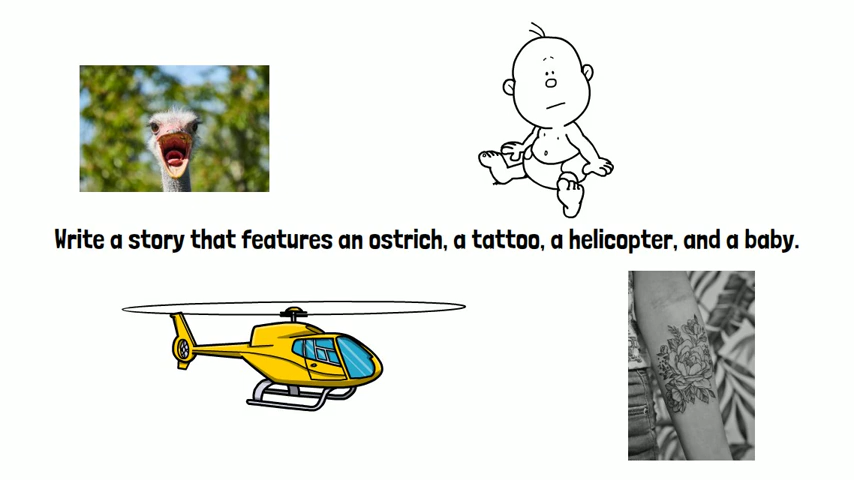 Write a story that features an ostrich, a tattoo, a helicopter, and a baby.